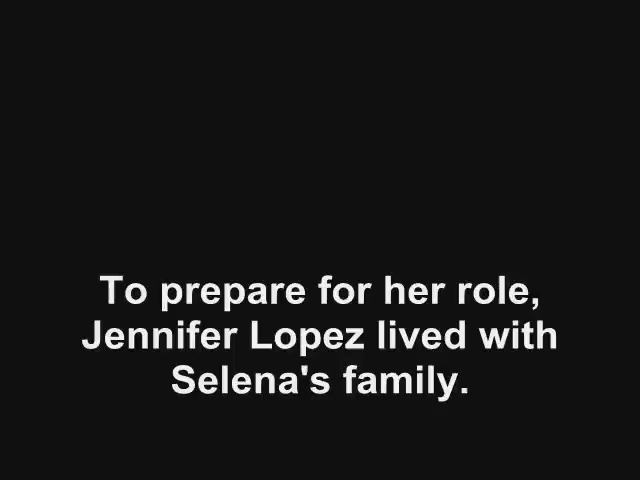 To prepare for her role,
Jennifer Lopez lived with
Selena's family.